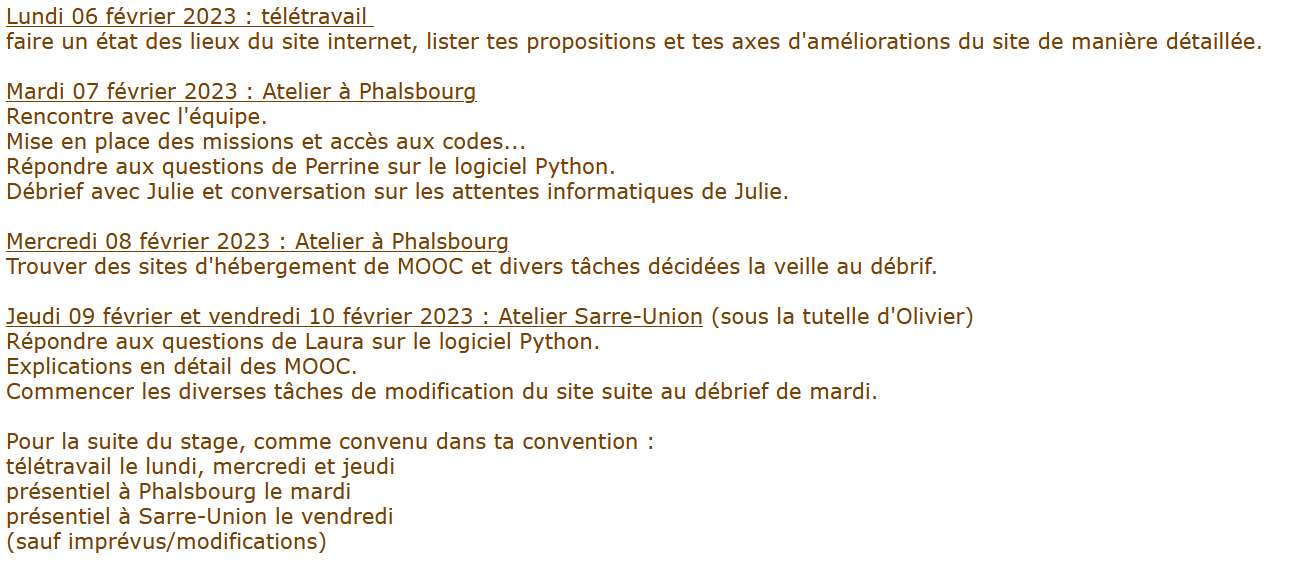 Lundi 06 février 2023 : télétravail
faire un état des lieux du site internet, lister tes propositions et tes axes d'améliorations du site de manière détaillée.
Mardi 07 février 2023 : Atelier à Phalsbourg
Rencontre avec l'équipe.
Mise en place des missions et accès aux codes...
Répondre aux questions de Perrine sur le logiciel Python.
Débrief avec Julie et conversation sur les attentes informatiques de Julie.
Mercredi 08 février 2023 : Atelier à Phalsbourg
Trouver des sites d'hébergement de MOOC et divers tâches décidées la veille au débrif.
Jeudi 09 février et vendredi 10 février 2023 : Atelier Sarre-Union (sous la tutelle d'Olivier)
Répondre aux questions de Laura sur le logiciel Python.
Explications en détail des MOOC.
Commencer les diverses tâches de modification du site suite au débrief de mardi.
Pour la suite du stage, comme convenu dans ta convention :
télétravail le lundi, mercredi et jeudi
présentiel à Phalsbourg le mardi
présentiel à Sarre-Union le vendredi
(sauf imprévus/modifications)